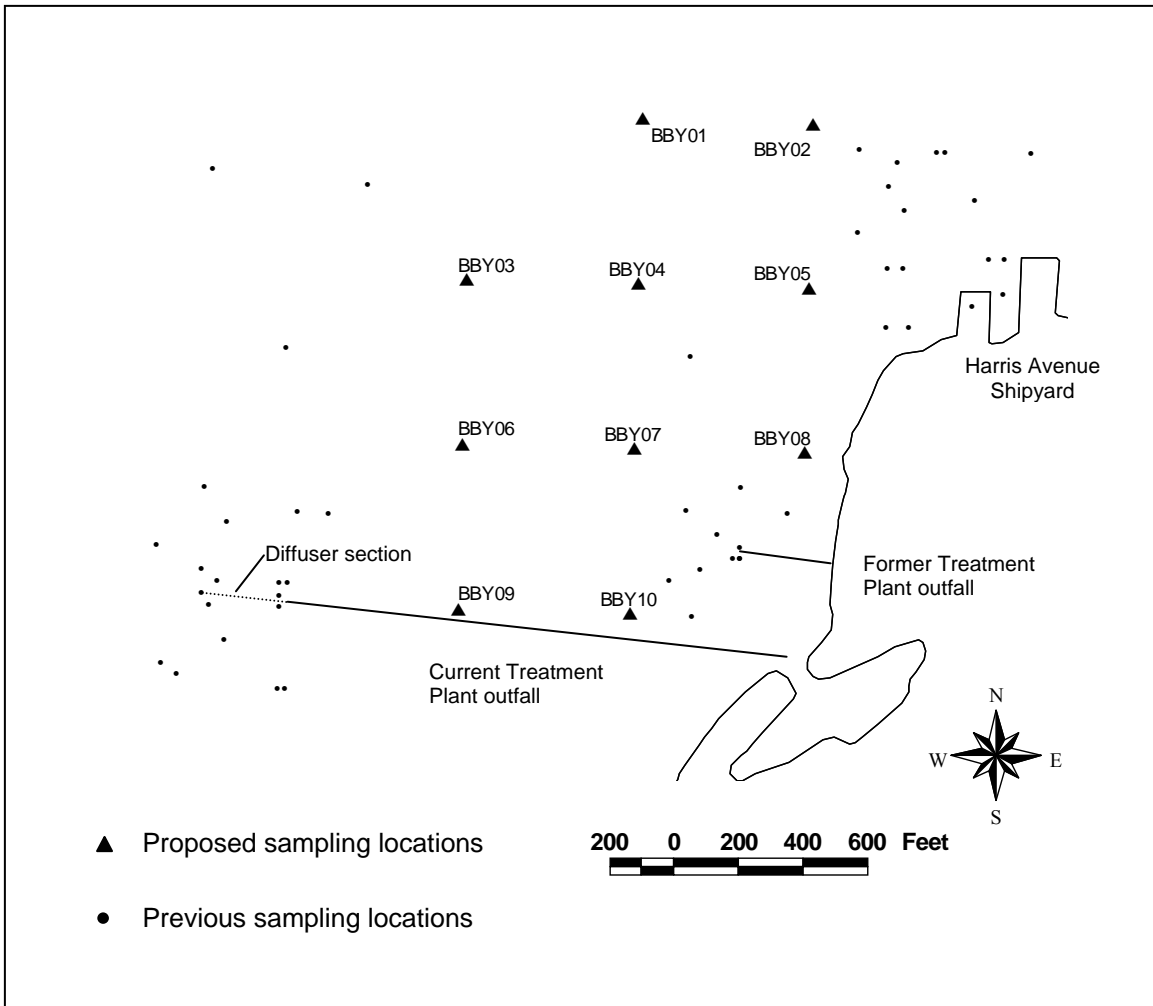 BBY01
BBY02
BBY03
BBY04
BBY05
Harris Avenue
Shipyard
BBY06
BBY07
BBY08
Diffuser section
Former Treatment
Plant outfall
BBY09
BBY10
Current Treatment
Plant outfall
N
W
E
S
Proposed sampling locations
200 0 200 400 600 Feet
Previous sampling locations